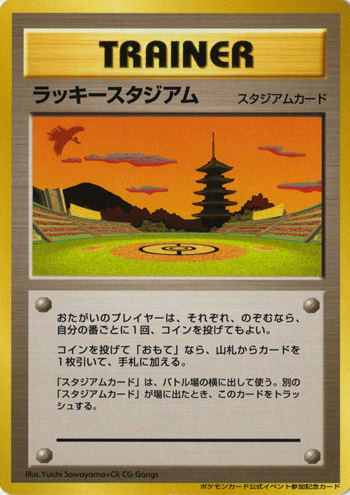 TRAINER
ラッキースタジアム
スタジアムカード
おたがいのプレイヤーは、それぞれ、のぞむなら、
自分の番ごとに1回、コインを投げてもよい。
コインを投げて「おもて」なら、山札からカード
を1枚引いて、手札に加える。
「スタジアムカード」は、バトル場の横に出して使う。別の
「スタジアムカード」が場に出たとき、このカードをトラッ
シュする。
Illus. Yuichi Sawayama+CR CG Gangs
ポケモンカード公式イベント参加記念カード